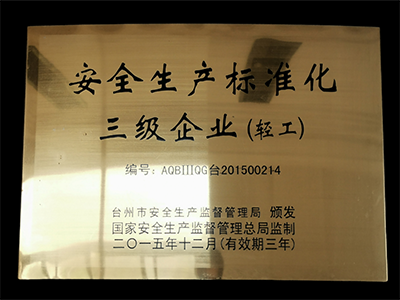 安全生产标准化
三级企业(轻工)
编号: AQBIIIQG台201500214
台州市安全生产监督管理局 颁发
国家安全生产监督管理总局监制
二〇一五年十二月(有效期三年)